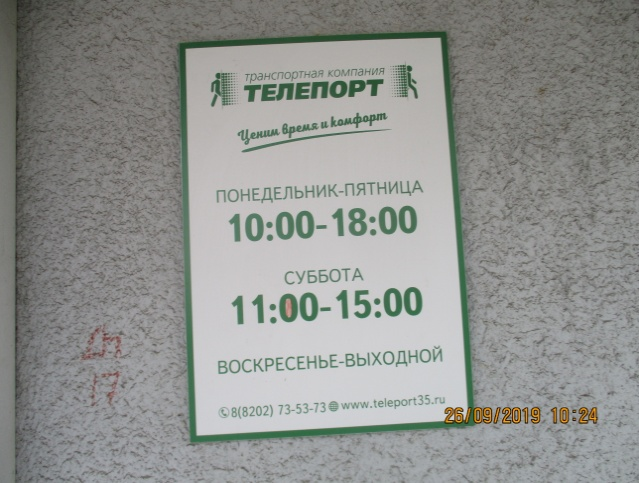 транспортная компания
ТЕЛЕПОРТ
Ценим время и комфорт
ПОНЕДЕЛЬНИК-ПЯТНИЦА
10:00-18:00
СУББОТА
11:00-15:00
ВОСКРЕСЕНЬЕ-ВЫХОДНОЙ
8(8202) 73-53-73 www.teleport35.ru
26/09/2019 10:24
17